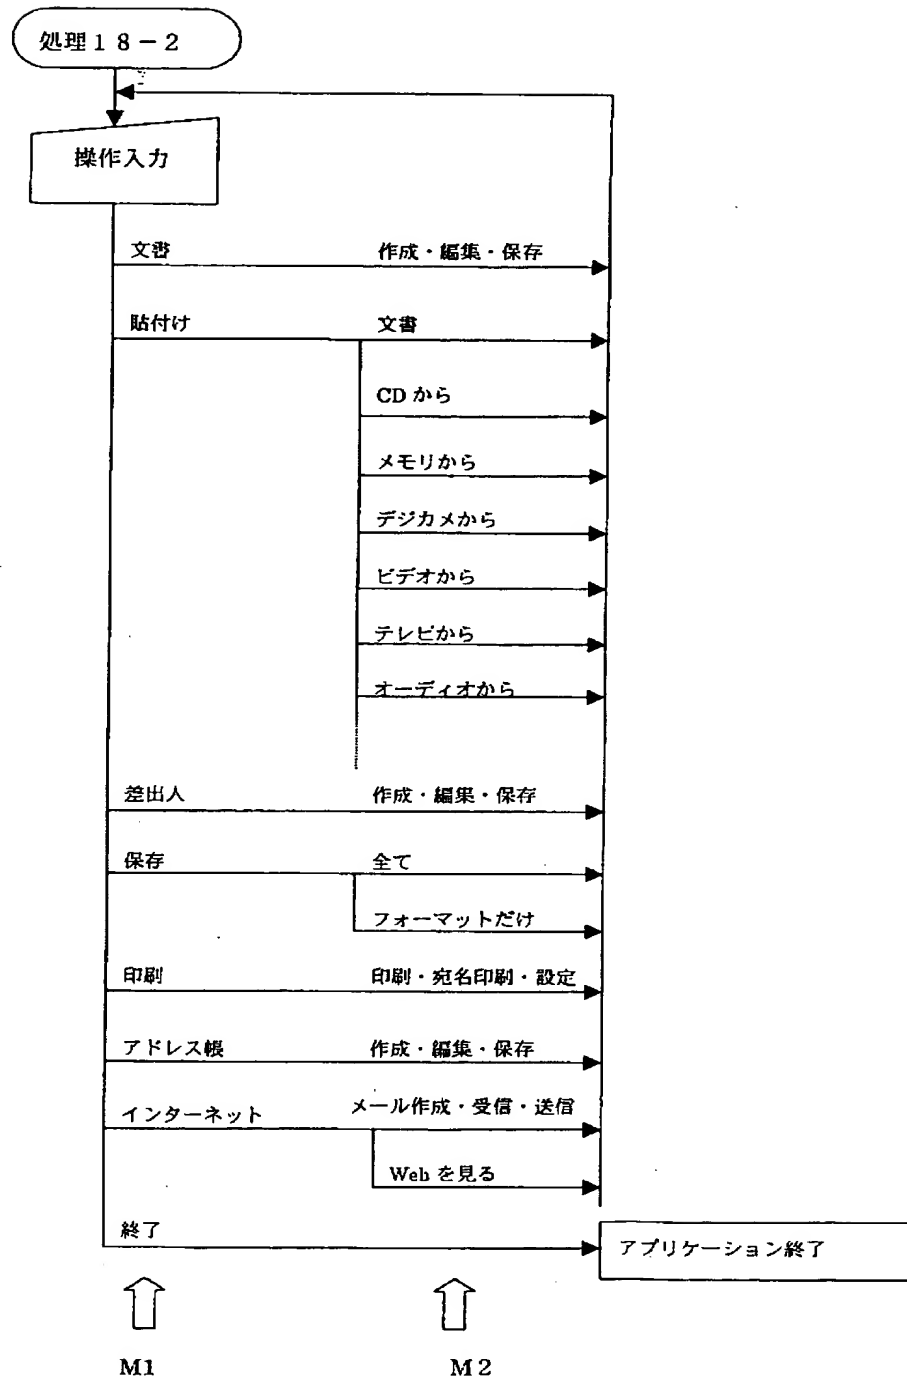 処理18－2
操作入力
文書 作成・編集・保存
貼付け 文書
CDから
メモリから
デジカメから
ビデオから
テレビから
オーディオから
差出人 作成・編集・保存
保存 全て
フォーマットだけ
印刷 印刷・宛名印刷・設定
アドレス帳 作成・編集・保存
インターネット メール作成・受信・送信
Webを見る
終了 アプリケーション終了
M1 M2